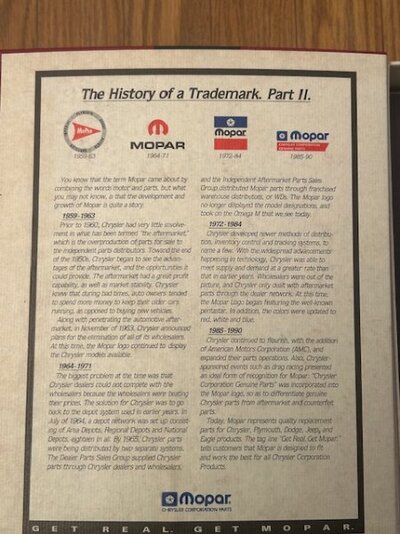 The History of a Trademark. Part II.
MoPar
MOPAR
Mopar
Mopar
CHRYSLER CORPORATION
GENUINE PARTS
1959-63
1964-71
1972-84
1985-90
You know that the term Mopar came about by
combining the words motor and parts, but what
you may not know, is that the development and
growth of Mopar is quite a story.
1959-1963
Prior to 1960, Chrysler had very little involve-
ment in what has been termed "the aftermarket,"
which is the overproduction of parts for sale to
the independent parts distributors. Toward the end
of the 1950s, Chrysler began to see the advan-
tages of the aftermarket, and the opportunities it
could provide. The aftermarket had a great profit
capability, as well as market stability. Chrysler
knew that during bad times, auto owners tended
to spend more money to keep their older cars
running, as opposed to buying new vehicles.
Along with penetrating the automotive after-
market, in November of 1963, Chrysler announced
plans for the elimination of all of its wholesalers.
At this time, the Mopar logo continued to display
the Chrysler models available.
1964-1971
The biggest problem at the time was that
Chrysler dealers could not compete with the
wholesalers because the wholesalers were beating
their prices. The solution for Chrysler was to go
back to the depot system used in earlier years. In
July of 1964, a depot network was set up consist-
ing of Area Depots, Regional Depots and National
Depots, eighteen in all. By 1965, Chrysler parts
were being distributed by two separate systems.
The Dealer Parts Sales Group supplied Chrysler
parts through Chrysler dealers and wholesalers,
and the Independent Aftermarket Parts Sales
Group distributed Mopar parts through franchised
warehouse distributors, or WDs. The Mopar logo
no longer displayed the model designations, and
took on the Omega M that we see today.
1972-1984
Chrysler developed newer methods of distribu-
tion, inventory control and tracking systems, to
name a few. With the widespread advancements
happening in technology, Chrysler was able to
meet supply and demand at a greater rate than
that in earlier years. Wholesalers were out of the
picture, and Chrysler only dealt with aftermarket
parts through the dealer network. At this time,
the Mopar Logo began featuring the well-known
pentastar. In addition, the colors were updated to
red, white and blue.
1985-1990
Chrysler continued to flourish, with the addition
of American Motors Corporation (AMC), and
expanded their parts operations. Also, Chrysler-
sponsored events such as drag racing presented
an ideal form of recognition for Mopar. "Chrysler
Corporation Genuine Parts" was incorporated into
the Mopar logo, so as to differentiate genuine
Chrysler parts from aftermarket and counterfeit
parts.
Today, Mopar represents quality replacement
parts for Chrysler, Plymouth, Dodge, Jeep, and
Eagle products. The tag line "Get Real. Get Mopar."
tells customers that Mopar is designed to fit
and work the best for all Chrysler Corporation
Products.
Mopar
CHRYSLER CORPORATION PARTS
GET REAL. GET MOPAR.